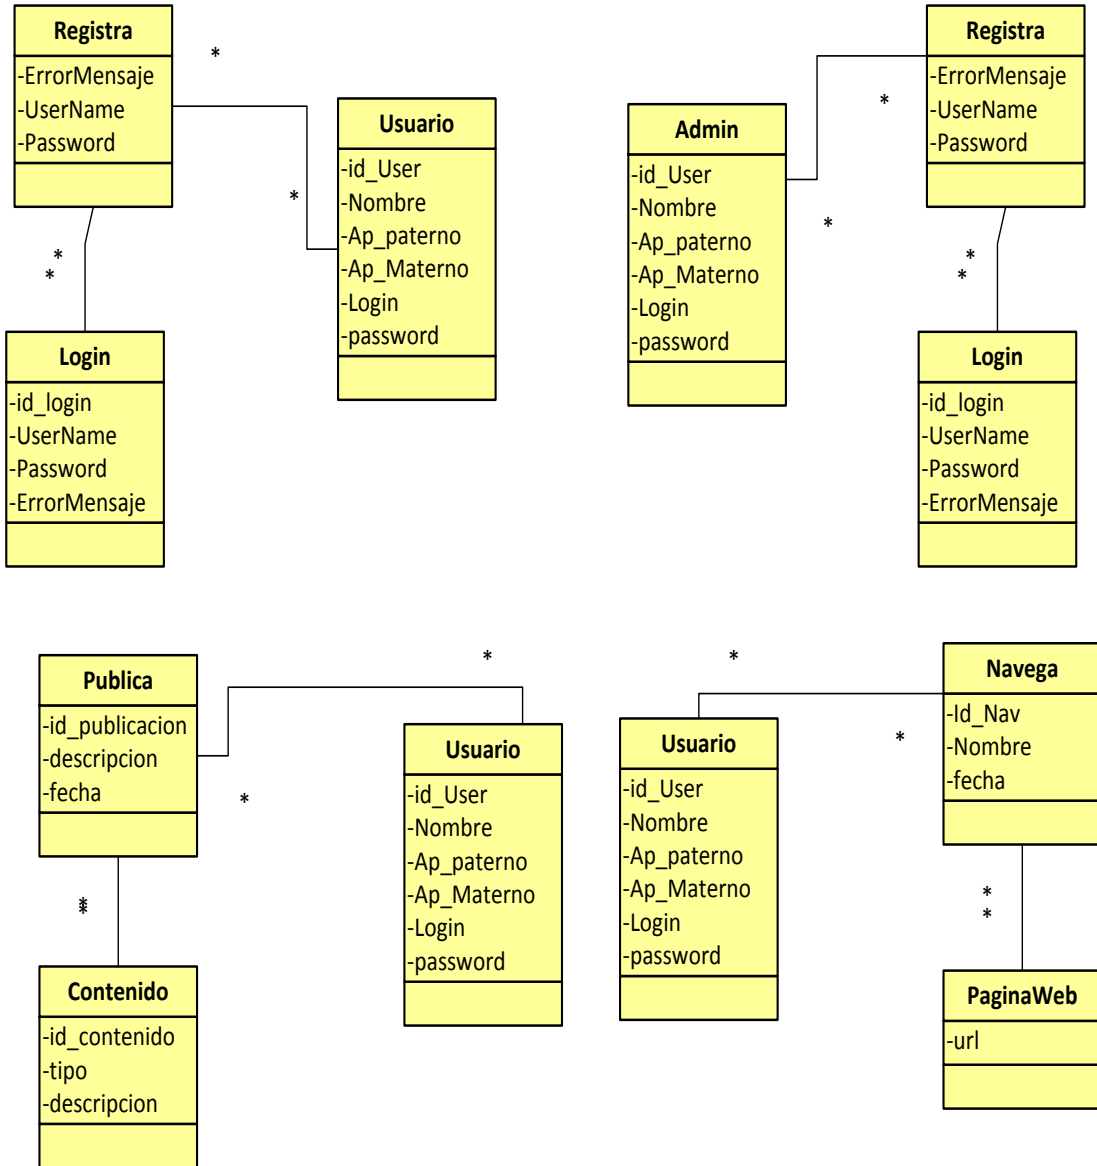 Registra
-ErrorMensaje
-UserName
-Password
*
*
Usuario
-id_User
-Nombre
-Ap_paterno
-Ap_Materno
-Login
-password
*
*
Login
-id_login
-UserName
-Password
-ErrorMensaje
Admin
-id_User
-Nombre
-Ap_paterno
-Ap_Materno
-Login
-password
*
*
Registra
-ErrorMensaje
-UserName
-Password
*
*
Login
-id_login
-UserName
-Password
-ErrorMensaje
Publica
-id_publicacion
-descripcion
-fecha
*
*
Usuario
-id_User
-Nombre
-Ap_paterno
-Ap_Materno
-Login
-password
*
*
Contenido
-id_contenido
-tipo
-descripcion
*
*
Usuario
-id_User
-Nombre
-Ap_paterno
-Ap_Materno
-Login
-password
Navega
-Id_Nav
-Nombre
-fecha
*
*
PaginaWeb
-url